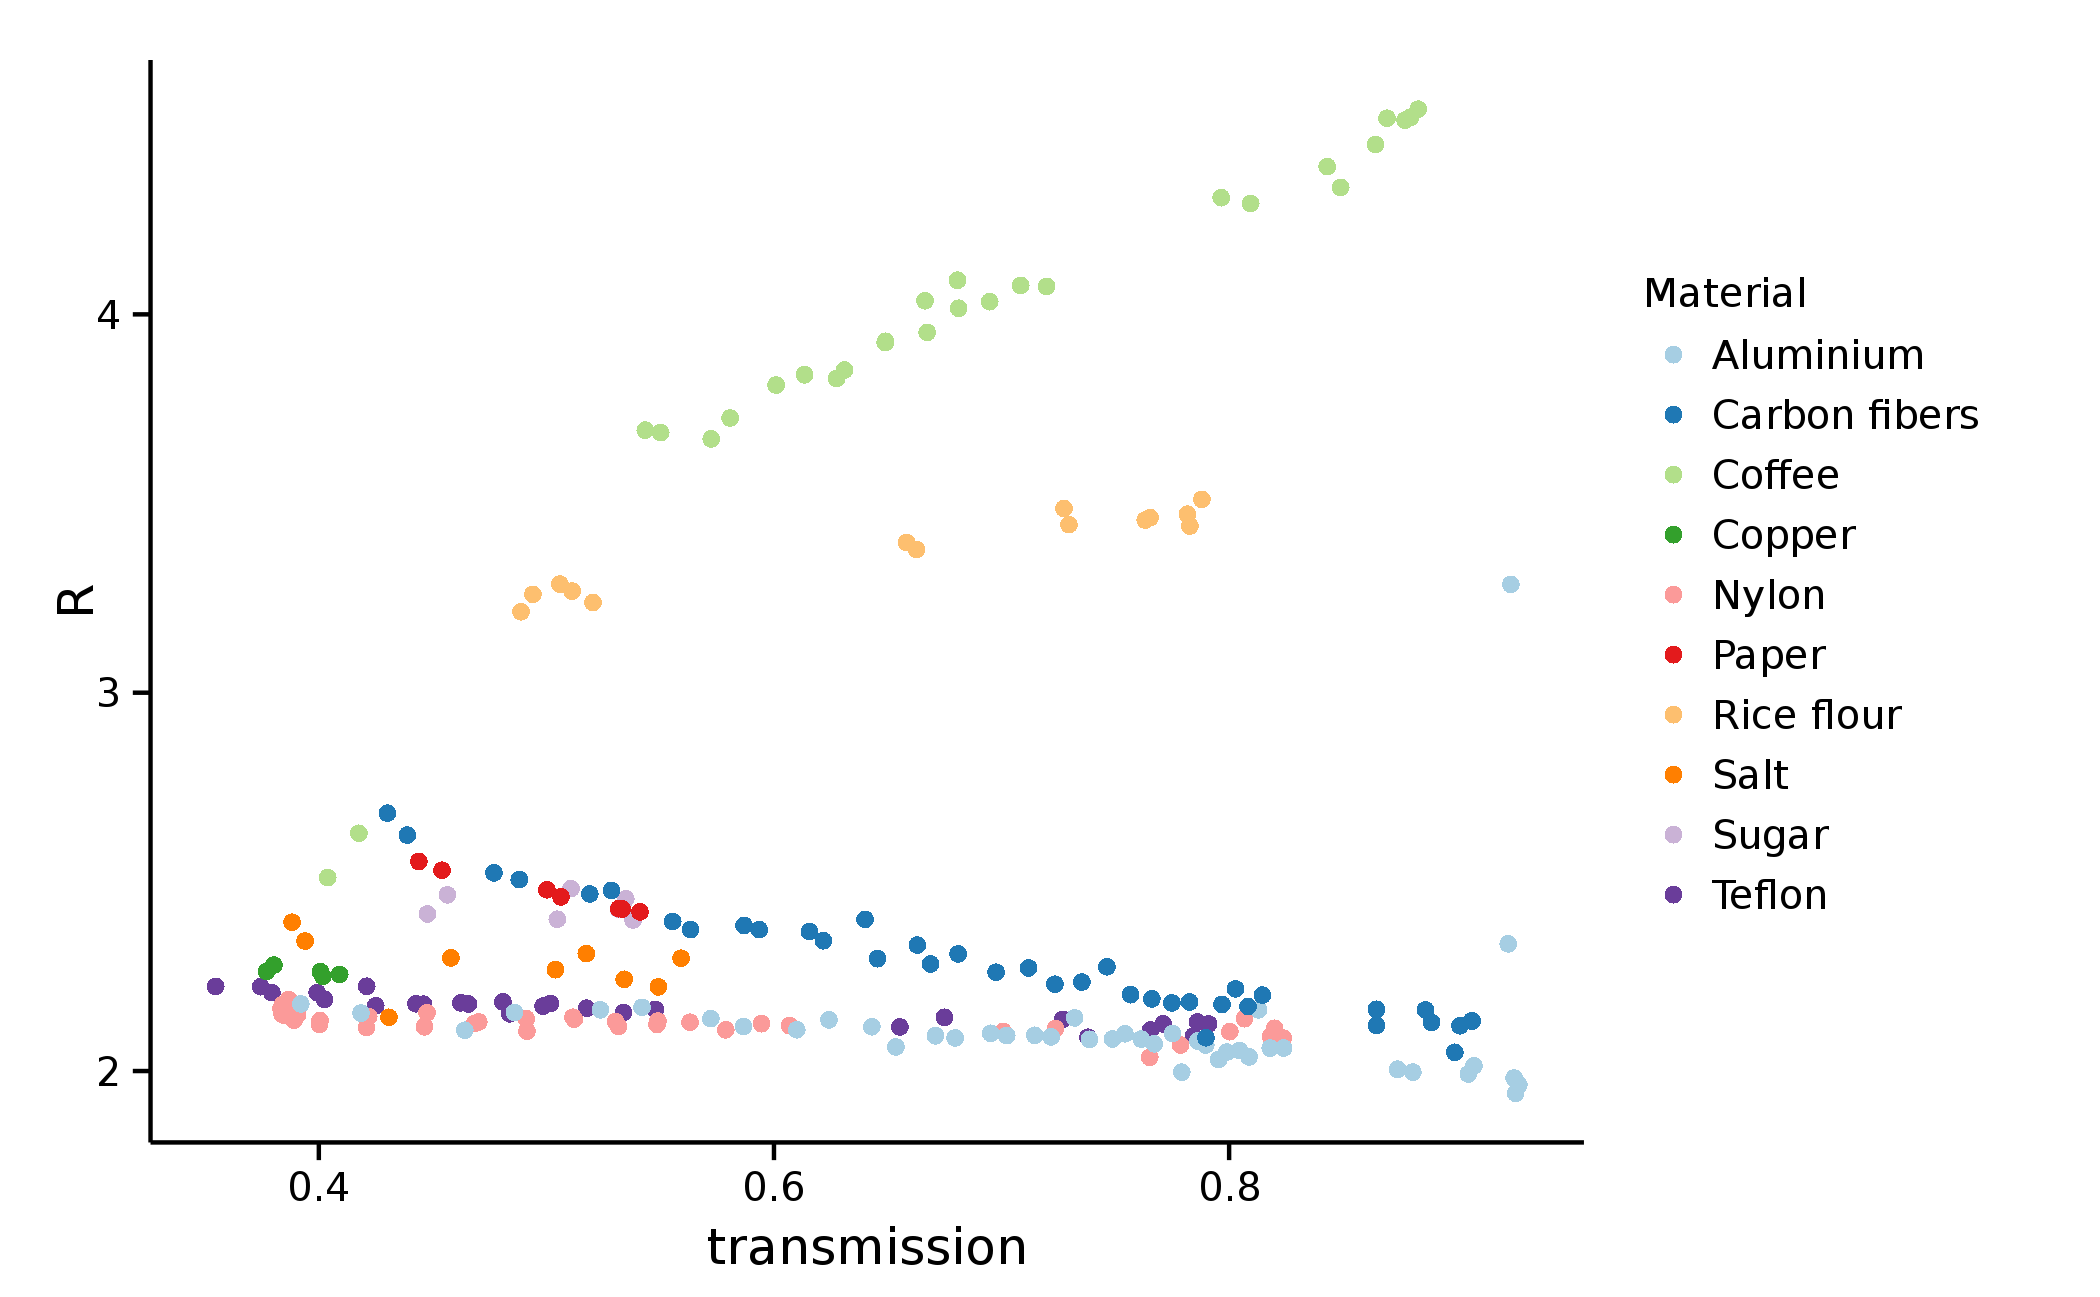 4
3
2
R
0.4 0.6 0.8
transmission
Material
Aluminium
Carbon fibers
Coffee
Copper
Nylon
Paper
Rice flour
Salt
Sugar
Teflon